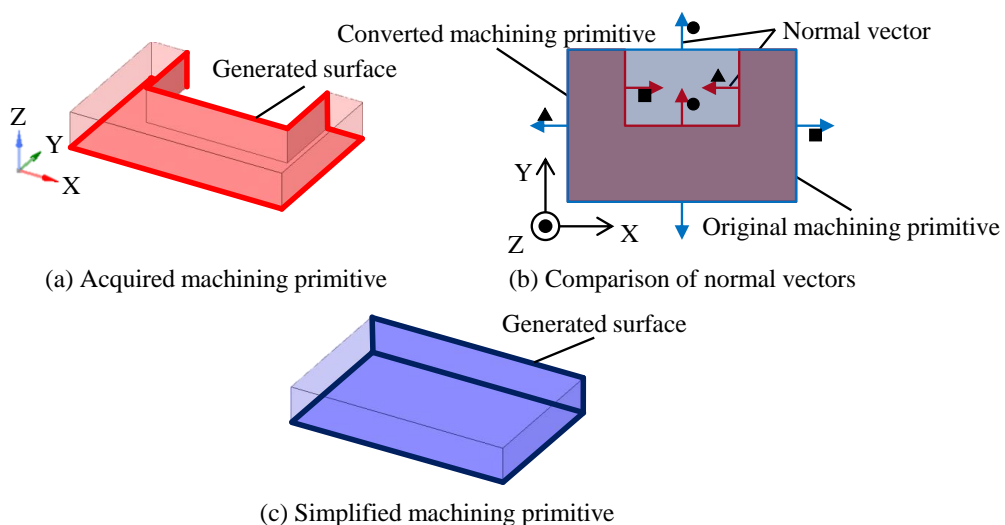 Generated surface
Z
Y
X
(a) Acquired machining primitive
Converted machining primitive
Normal vector
Y
Z
X
Original machining primitive
(b) Comparison of normal vectors
Generated surface
(c) Simplified machining primitive